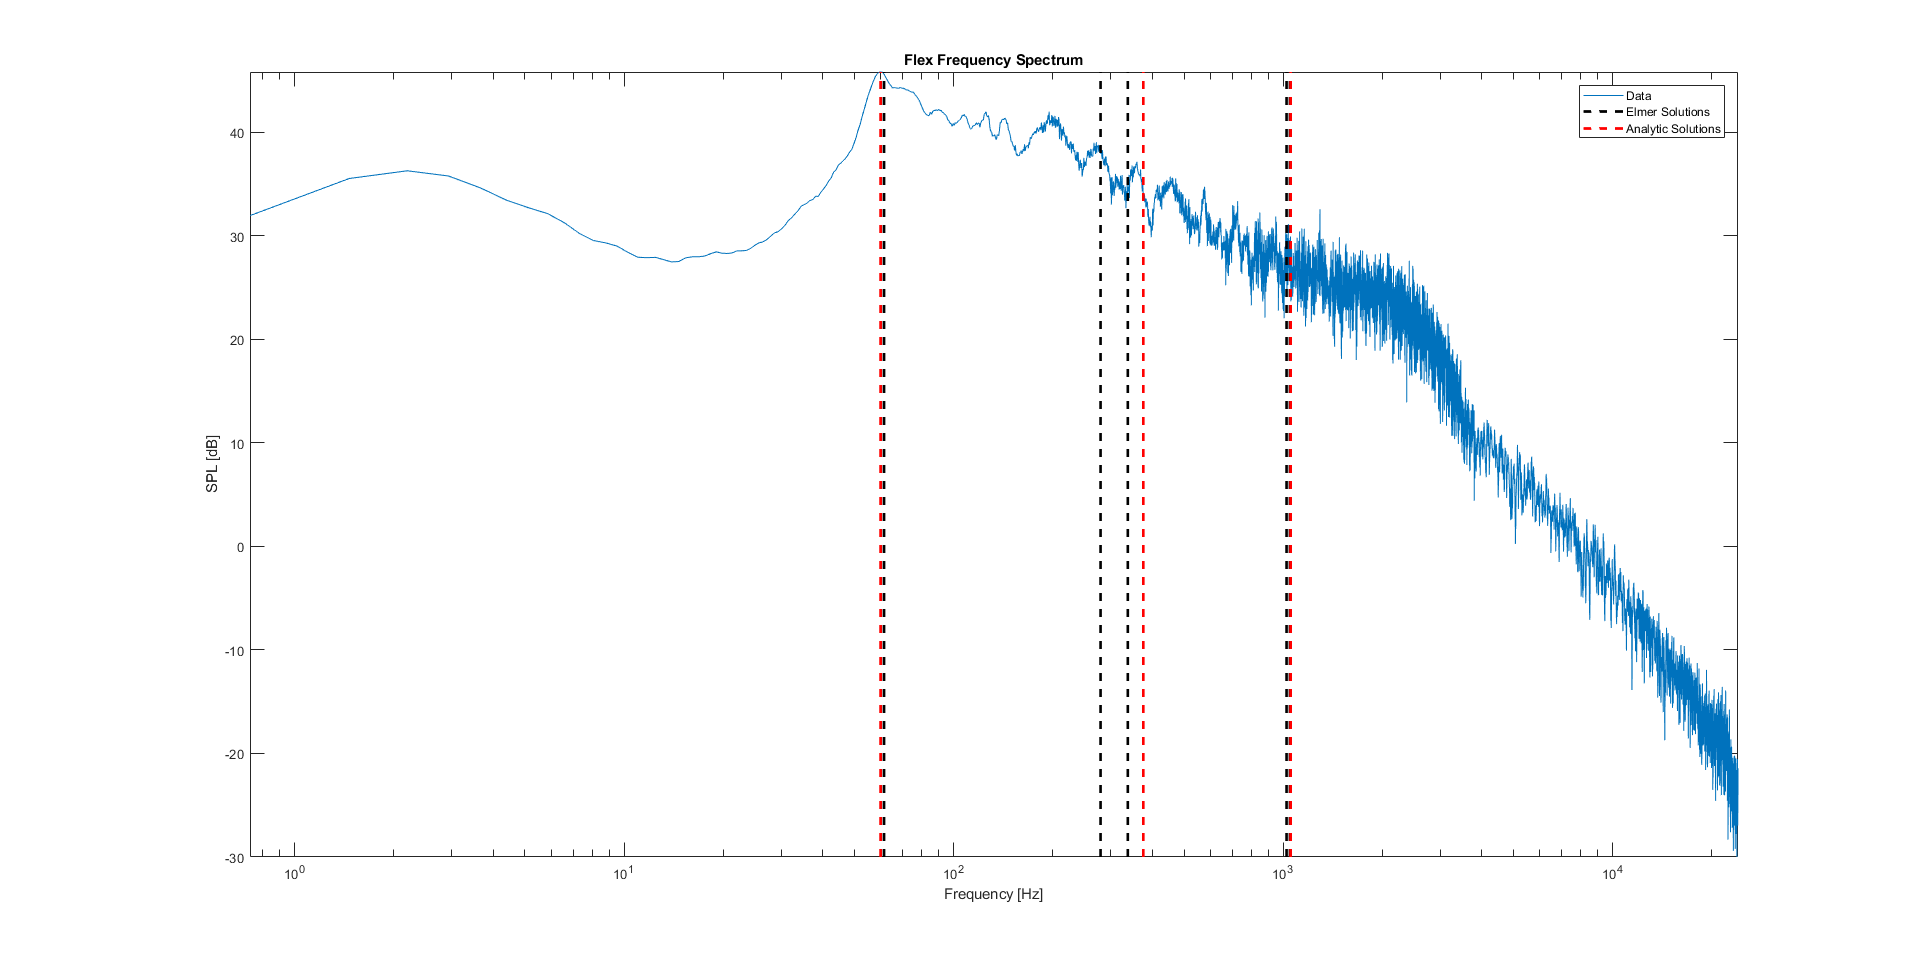 Flex Frequency Spectrum
Data
Elmer Solutions
Analytic Solutions
40
30
20
10
0
-10
-20
-30
SPL [dB]
10^0 10^1 10^2 10^3 10^4
Frequency [Hz]